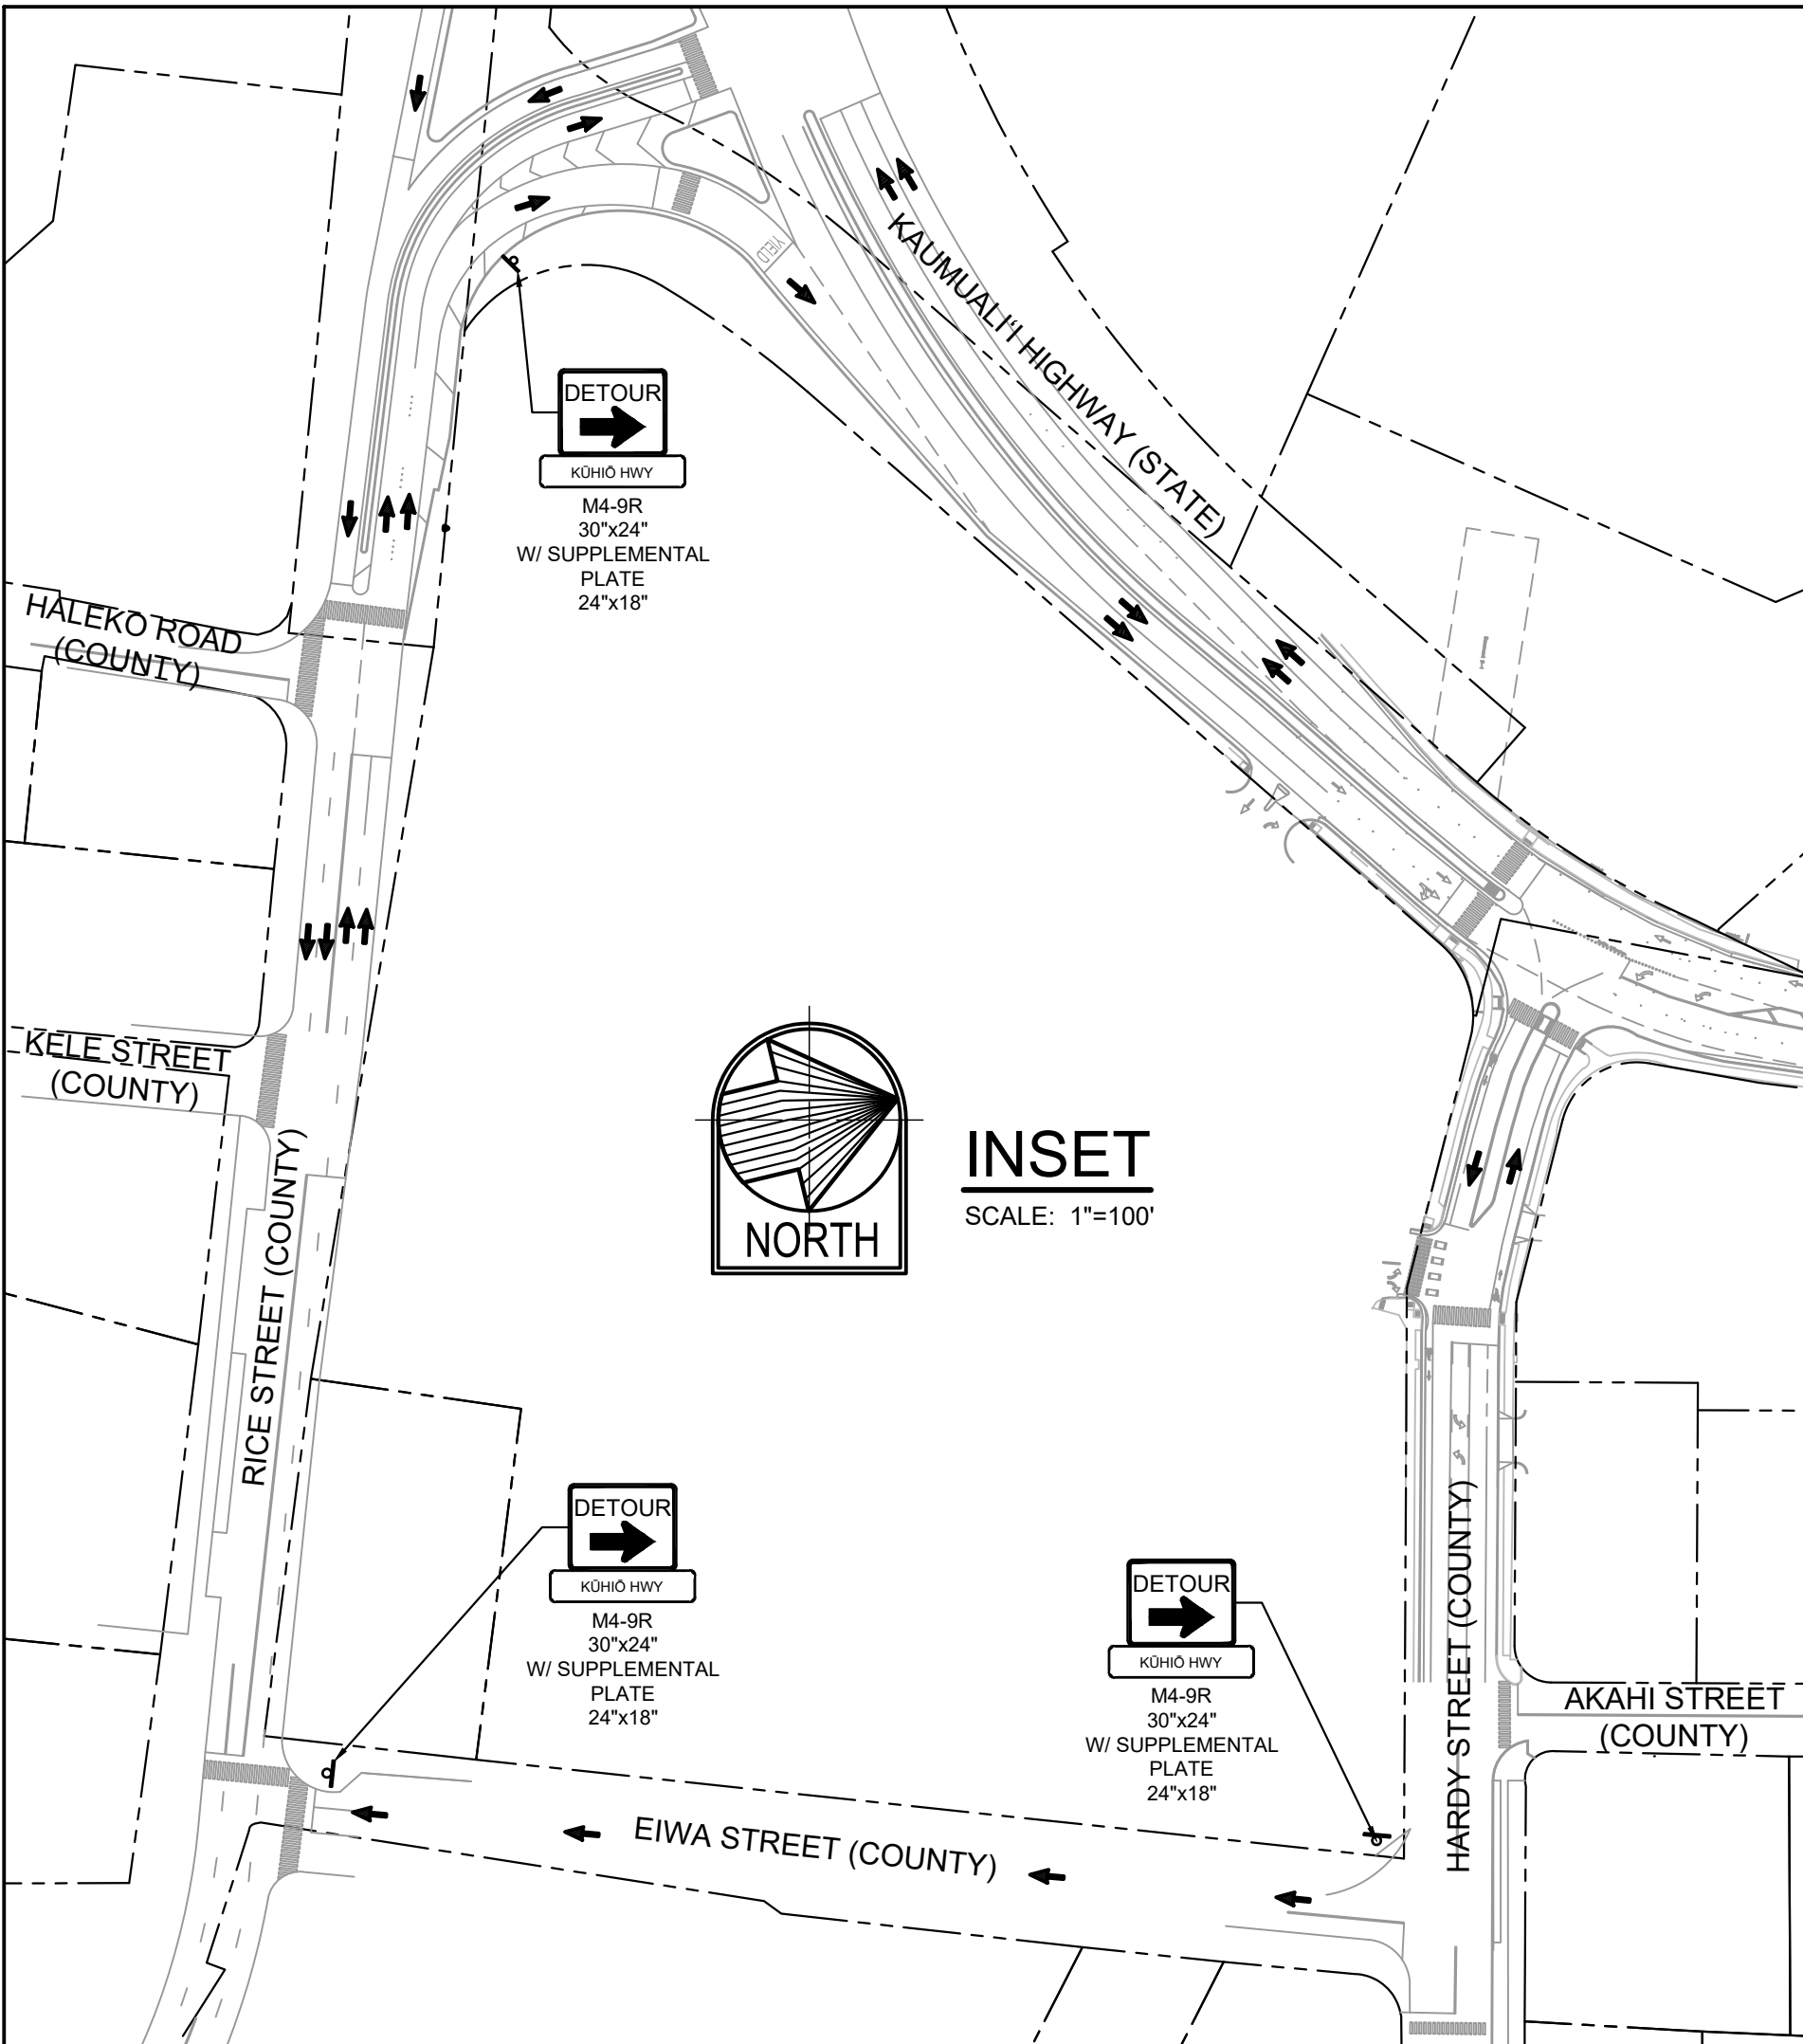 YIELD
KAUMUALI'I HIGHWAY (STATE)
DETOUR
KŪHIŌ HWY
M4-9R
30"x24"
W/ SUPPLEMENTAL
PLATE
24"x18"
HALEKO ROAD
(COUNTY)
KELE STREET
(COUNTY)
RICE STREET (COUNTY)
NORTH
INSET
SCALE: 1"=100'
DETOUR
KŪHIŌ HWY
M4-9R
30"x24"
W/ SUPPLEMENTAL
PLATE
24"x18"
DETOUR
KŪHIŌ HWY
M4-9R
30"x24"
W/ SUPPLEMENTAL
PLATE
24"x18"
HARDY STREET (COUNTY)
AKAHI STREET
(COUNTY)
EIWA STREET (COUNTY)